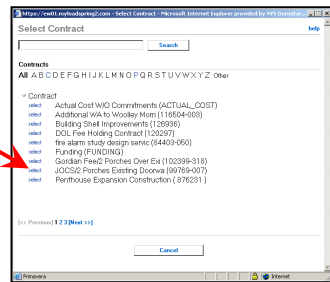 https://ew01.myloadspring2.com - Select Contract - Microsoft Internet Explorer provided by NYS Dormitor...
Select Contract
help
Search
Contracts
All A B C D E F G H I J K L M N O P Q R S T U V W X Y Z Other
Contract
select Actual Cost W/O Commitments (ACTUAL_COST)
select Additional WA to Woolley Morri (116504-003)
select Building Shell Improvements (126936)
select DOL Fee Holding Contract (120297)
select fire alarm study design servic (84403-050)
select Funding (FUNDING)
select Gordian Fee/2 Porches Over Exi (102399-318)
select JOCS/2 Porches Existing Doorwa (99769-007)
select Penthouse Expansion Construction ( 876231 )
[<< Previous] 1 2 3 [Next >>]
Cancel
Primavera
Internet